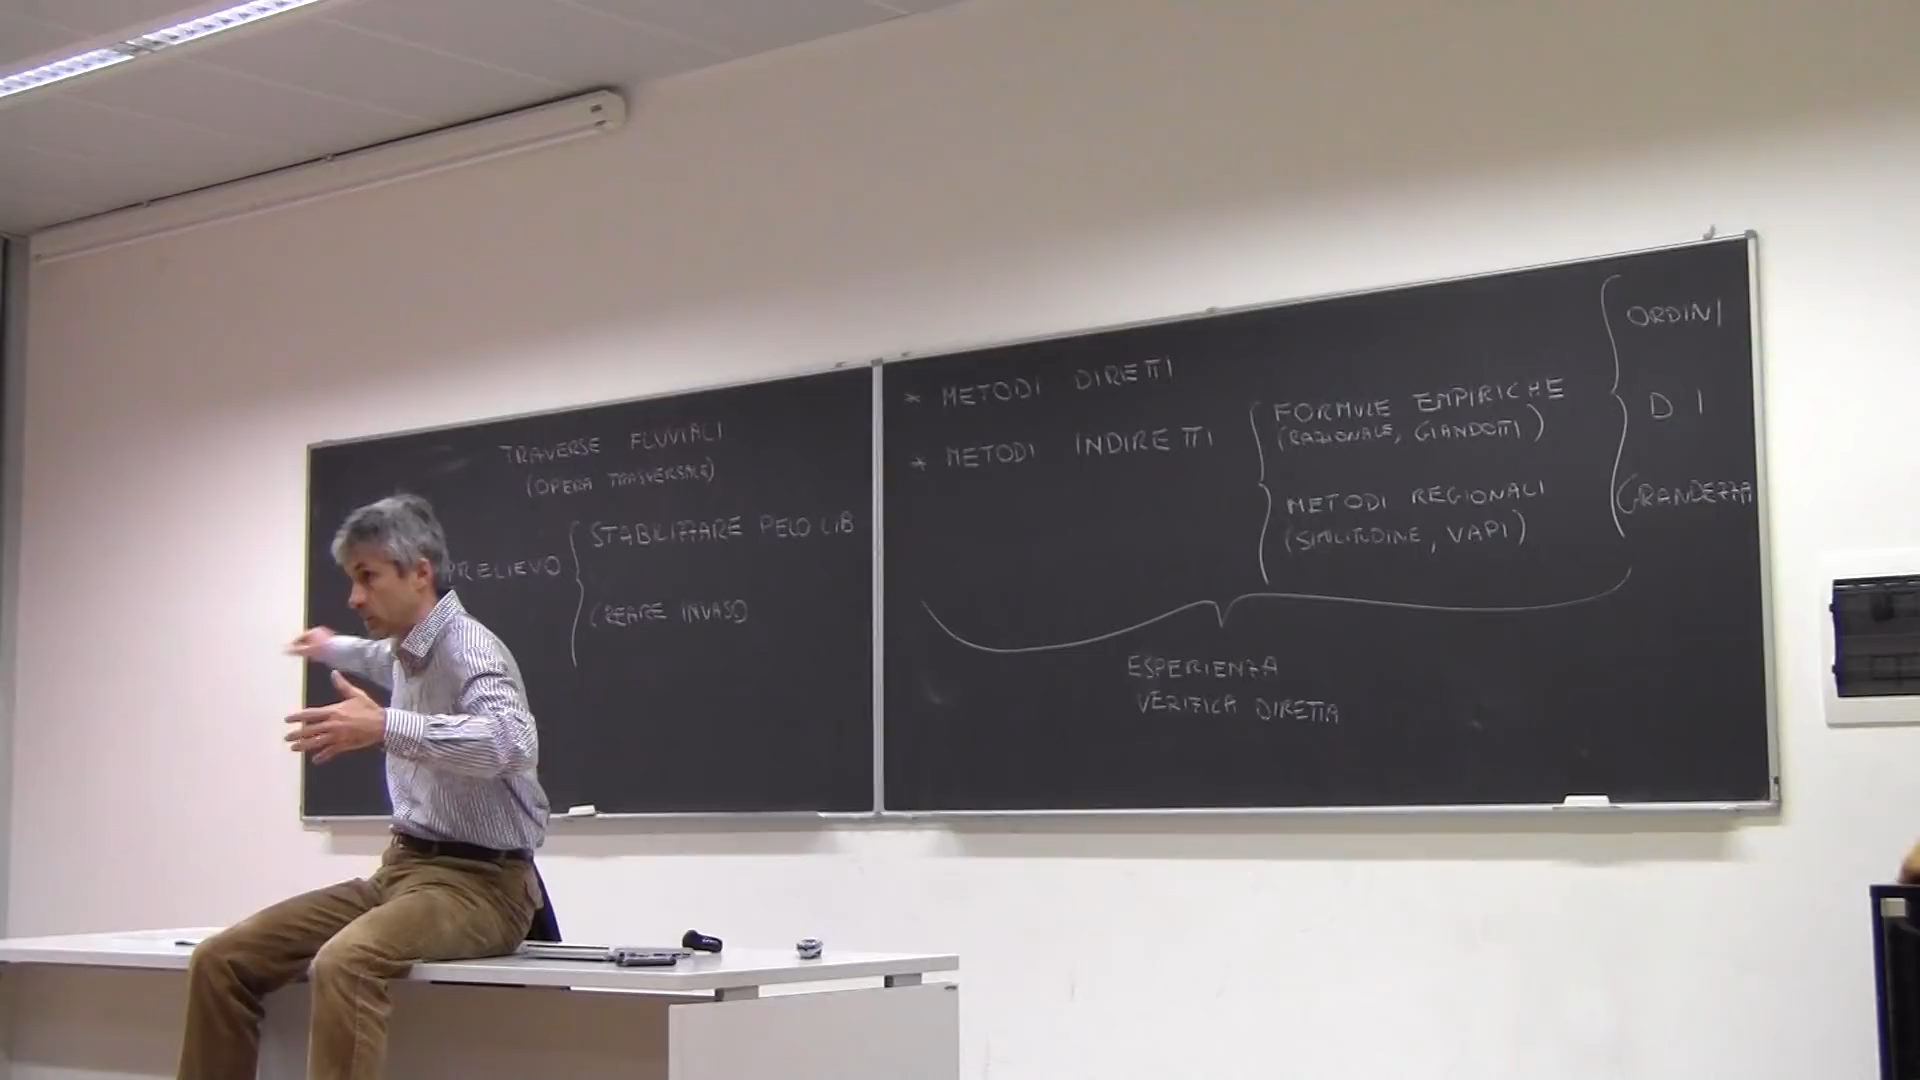 TRAVERSE FLUVIALI
(OPERA TRASVERSALE)
PRELIEVO
STABILIZZARE PELO LIB
CREARE INVASO
* METODI DIRETTI
* METODI INDIRETTI
FORMULE EMPIRICHE
(RAZIONALE, GIANDOTTI)
METODI REGIONALI
(SIMILITUDINE, VAPI)
ORDINI
DI
GRANDEZZA
ESPERIENZA
VERIFICA DIRETTA